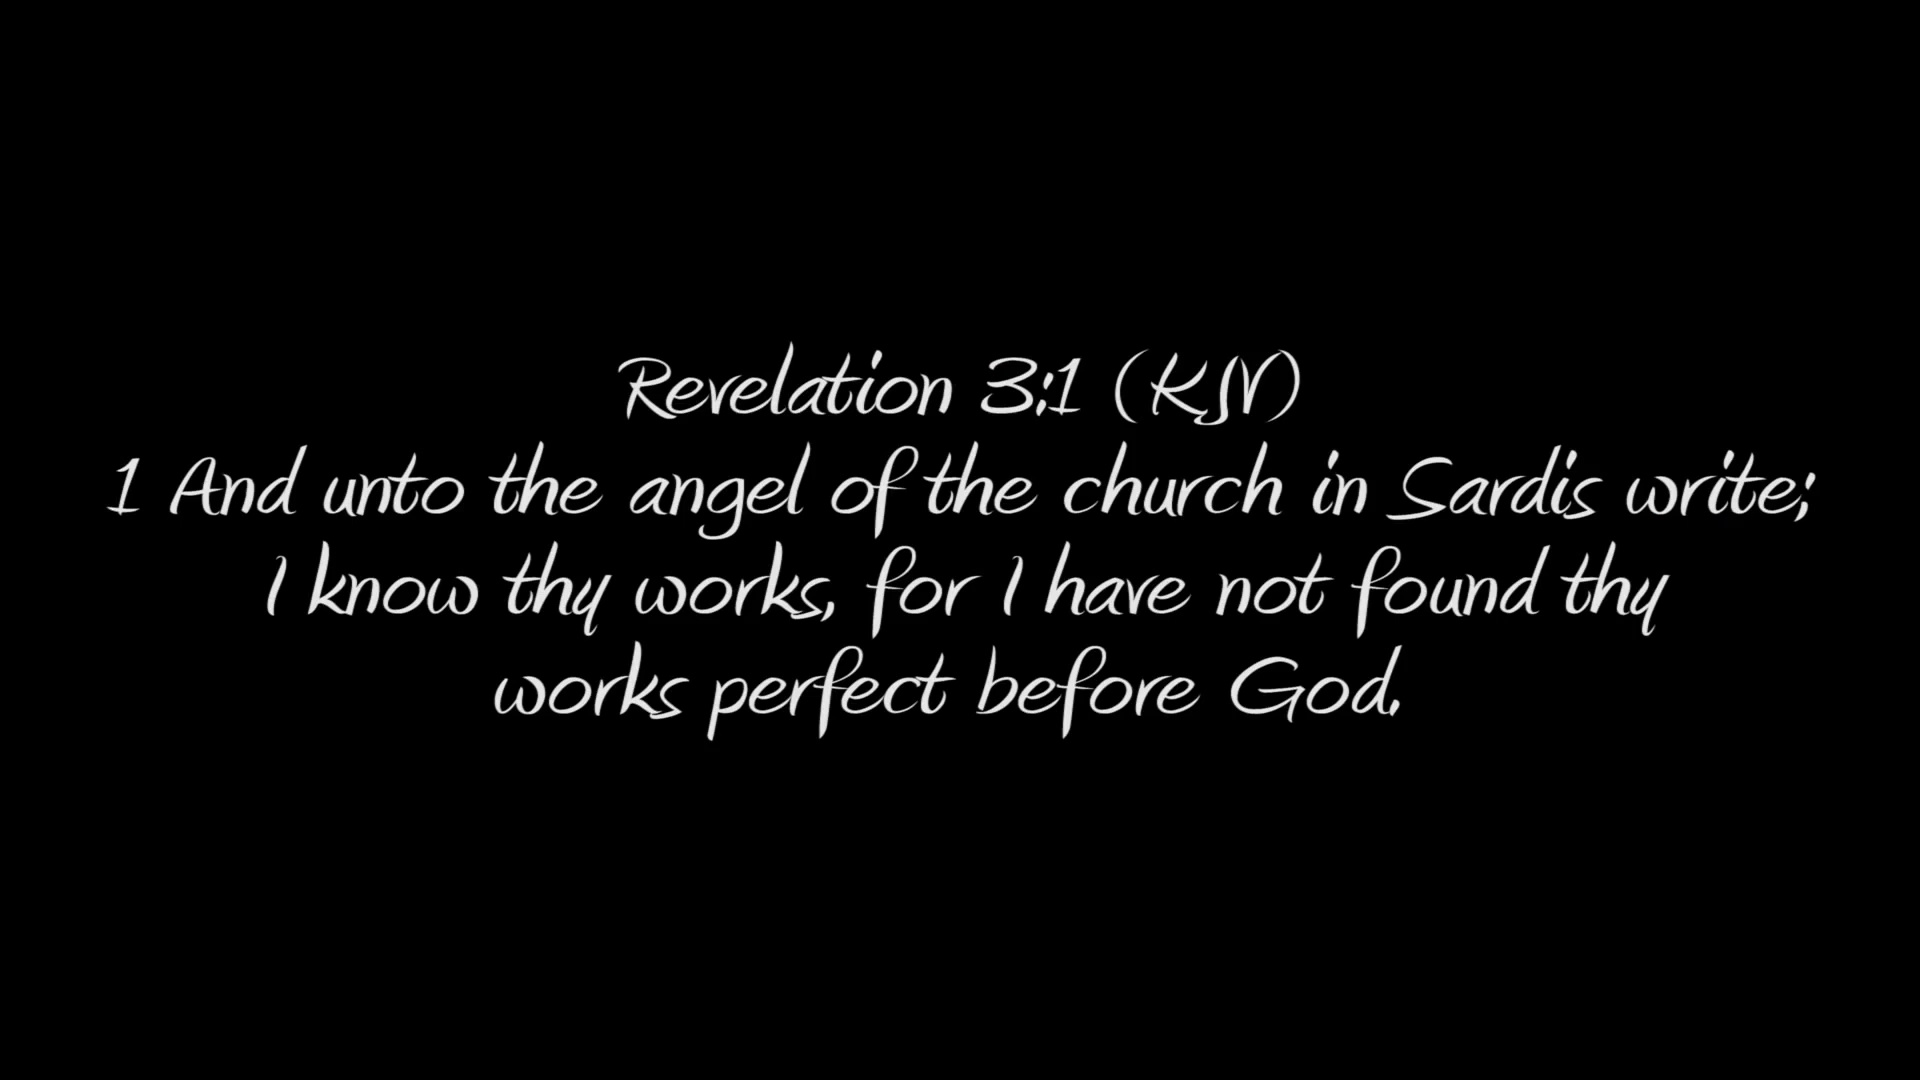 Revelation 3:1 (KJV)
1 And unto the angel of the church in Sardis write;
I know thy works, for I have not found thy
works perfect before God.